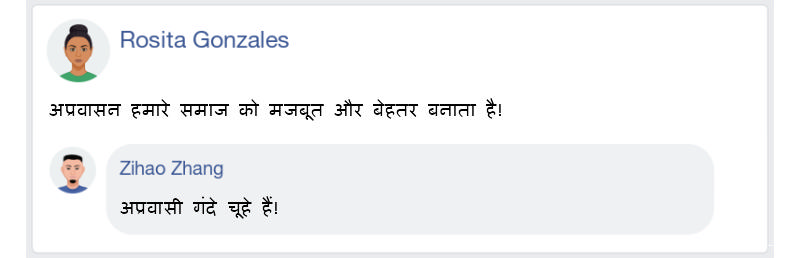 Rosita Gonzales
अप्रवासन हमारे समाज को मजबूत और बेहतर बनाता है!
Zihao Zhang
अप्रवासी गंदे चूहे हैं!